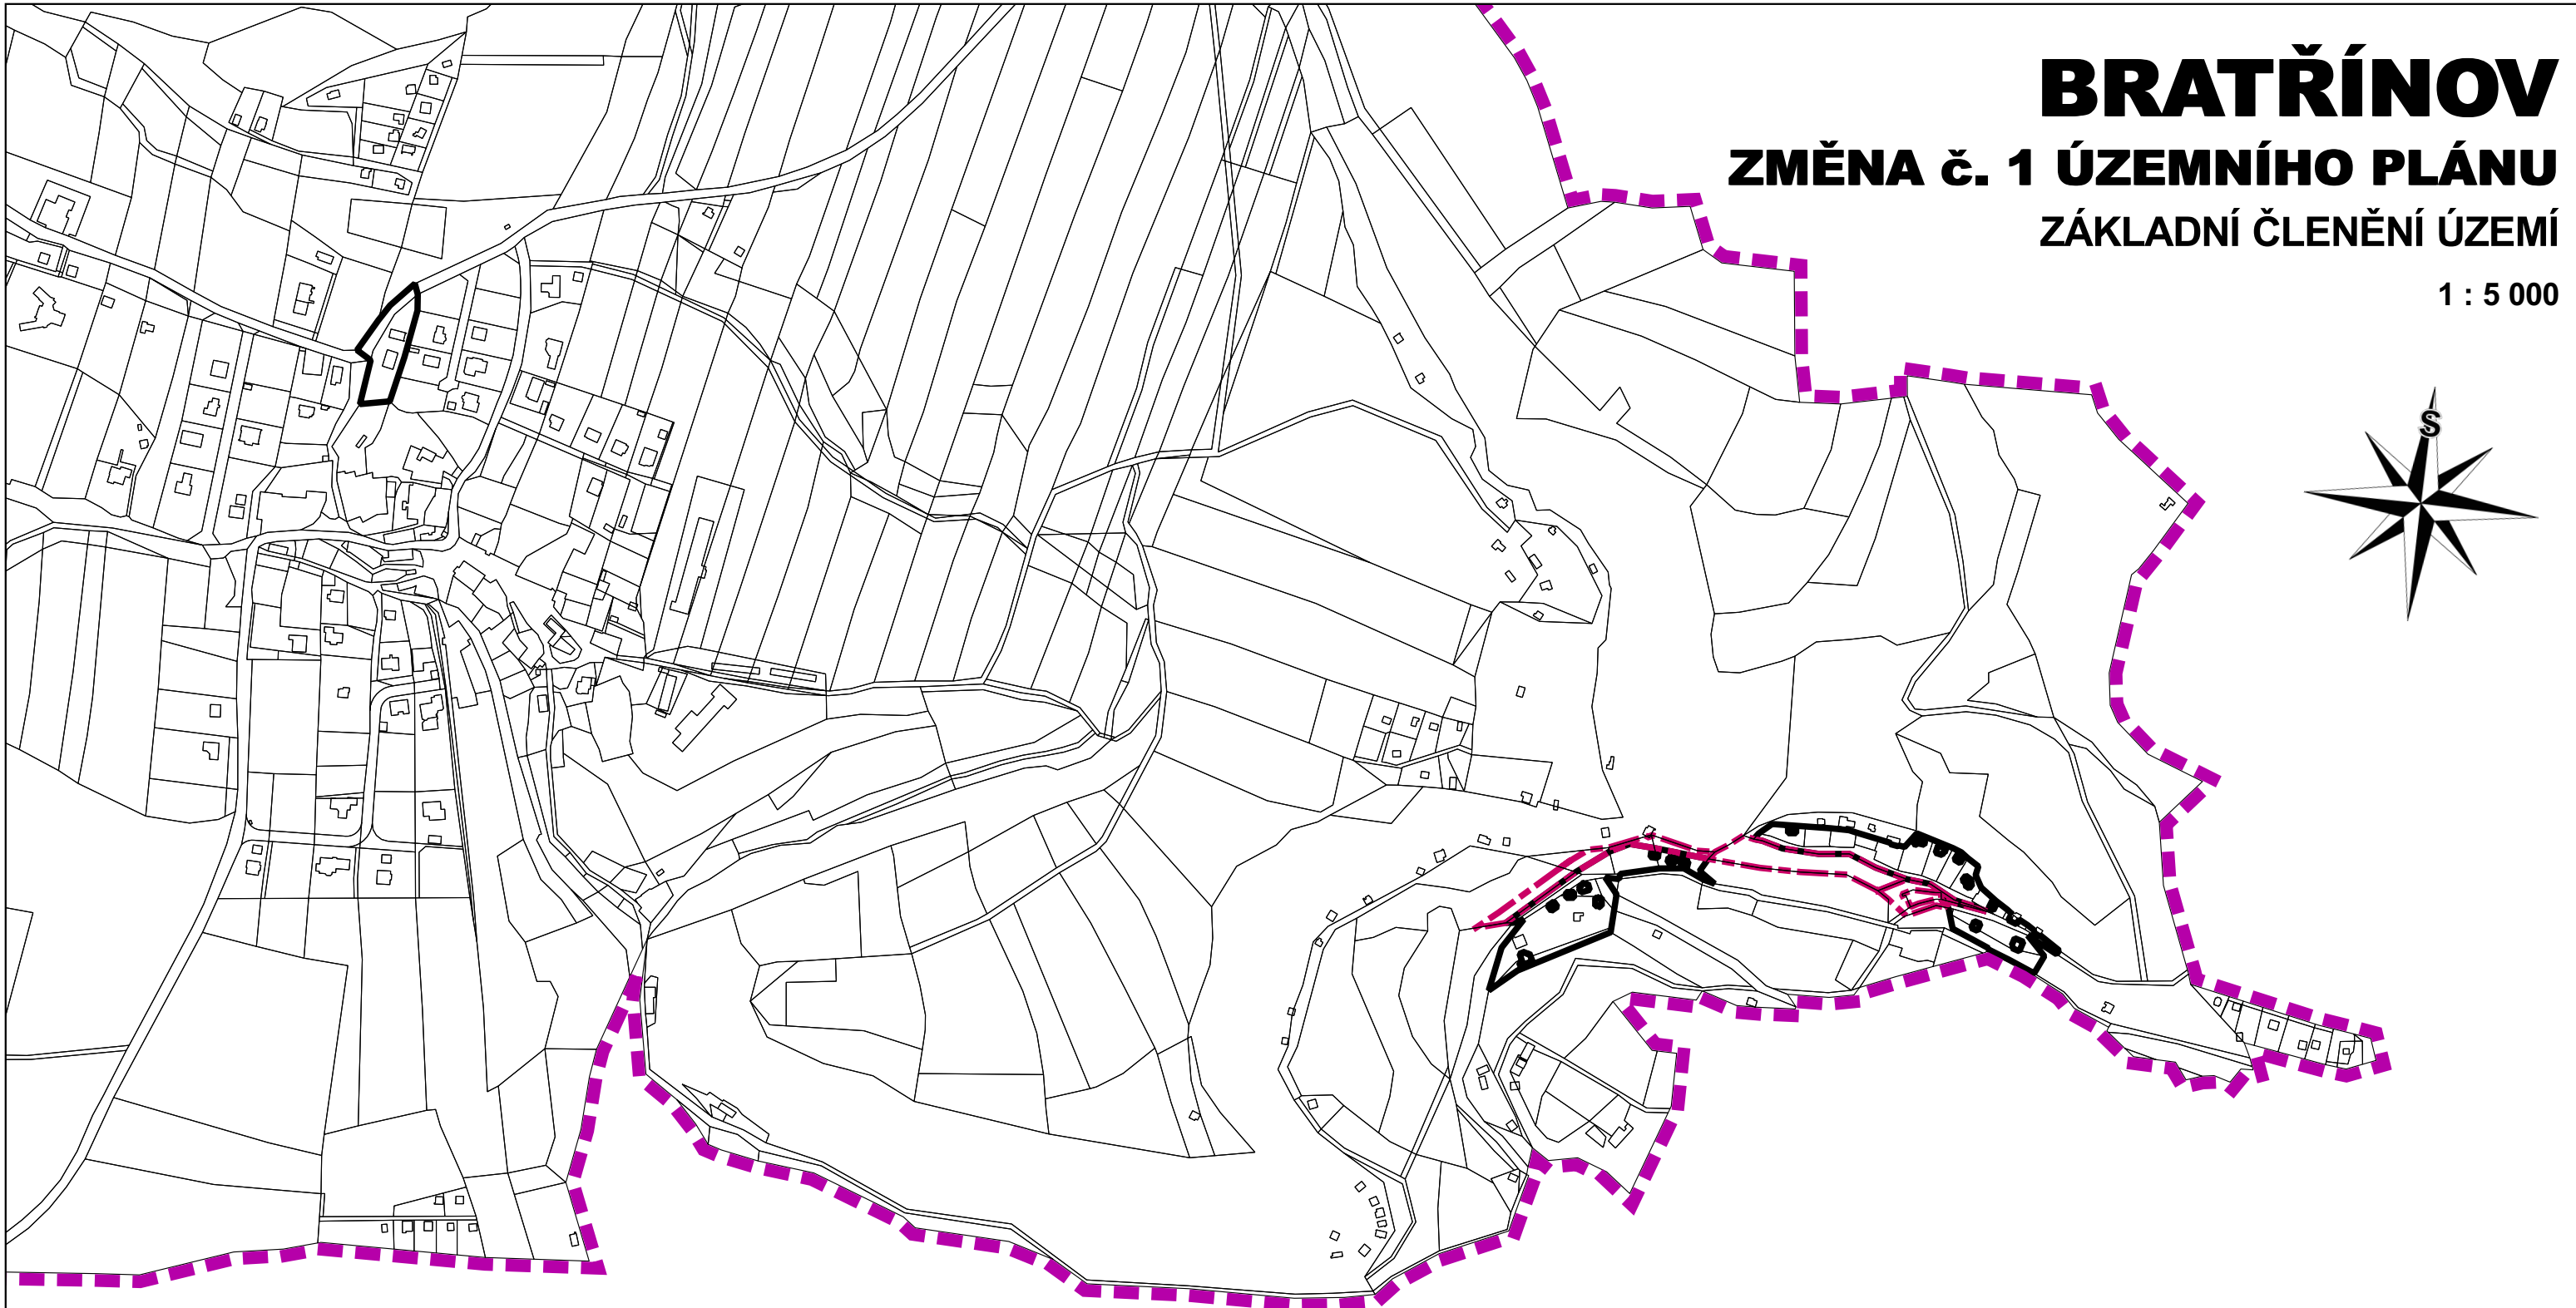 BRATŘÍNOV
ZMĚNA č. 1 ÚZEMNÍHO PLÁNU
ZÁKLADNÍ ČLENĚNÍ ÚZEMÍ
1 : 5 000
S